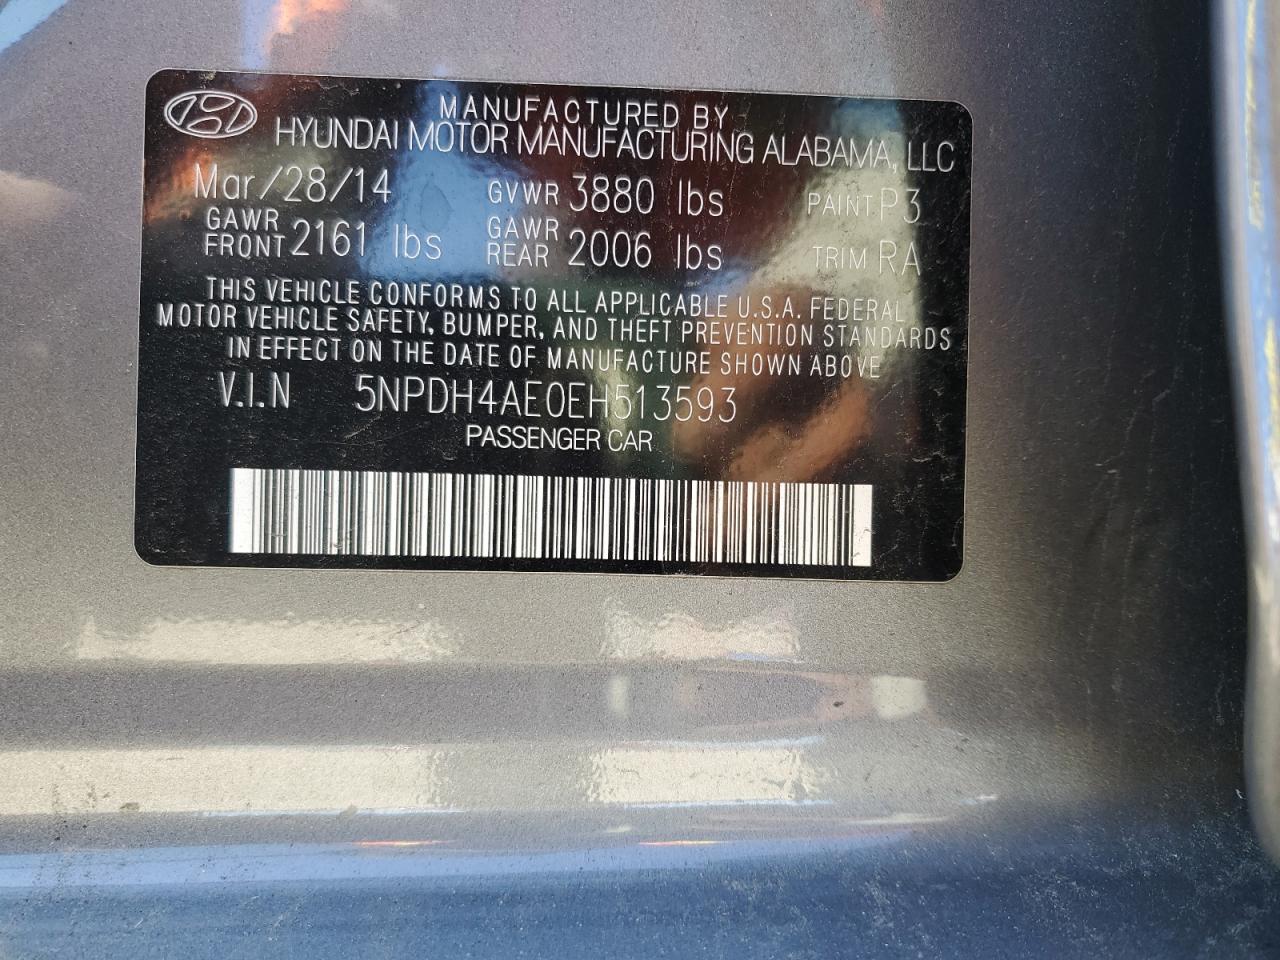 MANUFACTURED BY
HYUNDAI MOTOR MANUFACTURING ALABAMA, LLC
Mar/28/14 GVWR 3880 lbs PAINT P3
GAWR FRONT 2161 lbs GAWR REAR 2006 lbs TRIM RA
THIS VEHICLE CONFORMS TO ALL APPLICABLE U.S.A. FEDERAL
MOTOR VEHICLE SAFETY, BUMPER, AND THEFT PREVENTION STANDARDS
IN EFFECT ON THE DATE OF MANUFACTURE SHOWN ABOVE
V.I.N 5NPDH4AE0EH513593
PASSENGER CAR